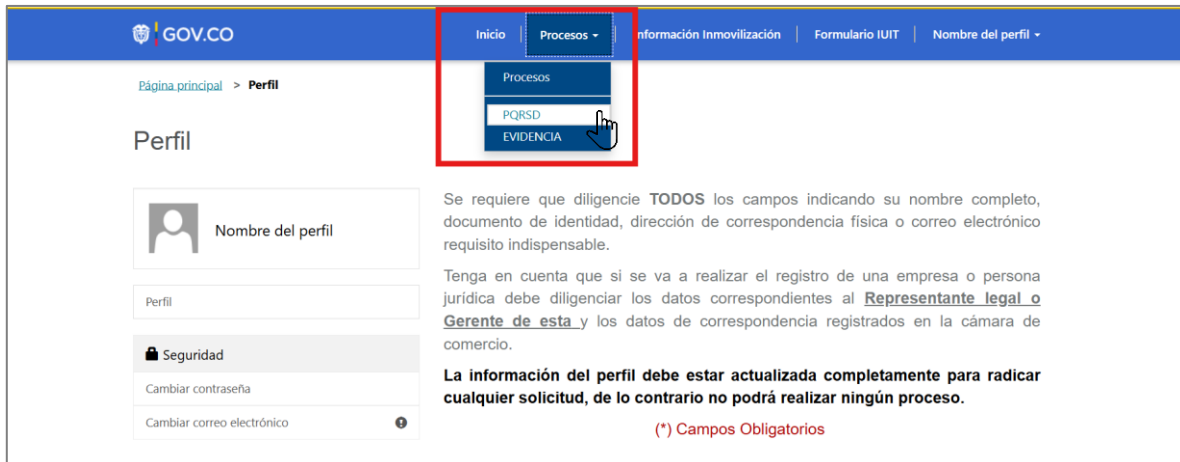 GOV.CO
Inicio
Procesos
Información Inmovilización
Formulario IUIT
Nombre del perfil
Página principal > Perfil
Procesos
PQRSD
EVIDENCIA
Perfil
Nombre del perfil
Perfil
Seguridad
Cambiar contraseña
Cambiar correo electrónico
Se requiere que diligencie TODOS los campos indicando su nombre completo,
documento de identidad, dirección de correspondencia física o correo electrónico
requisito indispensable.
Tenga en cuenta que si se va a realizar el registro de una empresa o persona
jurídica debe diligenciar los datos correspondientes al Representante legal o
Gerente de esta y los datos de correspondencia registrados en la cámara de
comercio.
La información del perfil debe estar actualizada completamente para radicar
cualquier solicitud, de lo contrario no podrá realizar ningún proceso.
(*) Campos Obligatorios